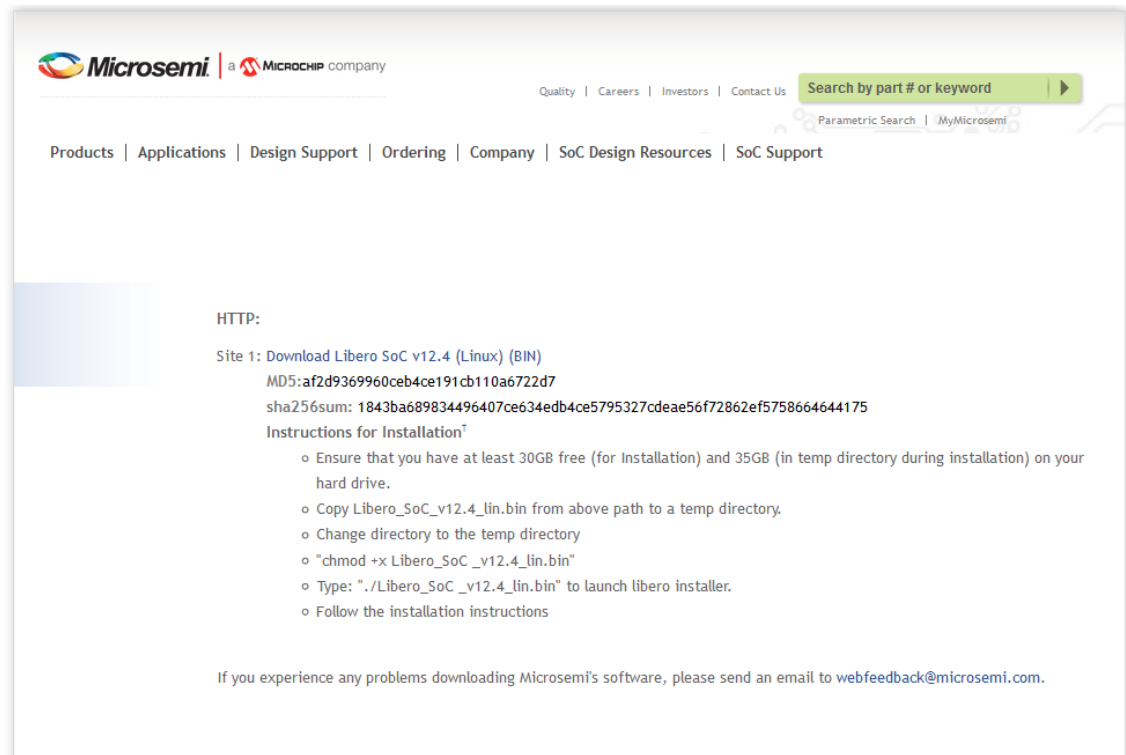 Microsemi. | a MICROCHIP company
Quality | Careers | Investors | Contact Us
Search by part # or keyword
Parametric Search | MyMicrosemi
Products | Applications | Design Support | Ordering | Company | SoC Design Resources | SoC Support
HTTP:
Site 1: Download Libero SoC v12.4 (Linux) (BIN)
MD5:af2d9369960ceb4ce191cb110a6722d7
sha256sum: 1843ba689834496407ce634edb4ce5795327cdeae56f72862ef5758664644175
Instructions for Installation†
Ensure that you have at least 30GB free (for Installation) and 35GB (in temp directory during installation) on your
hard drive.
Copy Libero_SoC_v12.4_lin.bin from above path to a temp directory.
Change directory to the temp directory
"chmod +x Libero_SoC _v12.4_lin.bin"
Type: "./Libero_SoC _v12.4_lin.bin" to launch libero installer.
Follow the installation instructions
If you experience any problems downloading Microsemi's software, please send an email to webfeedback@microsemi.com.